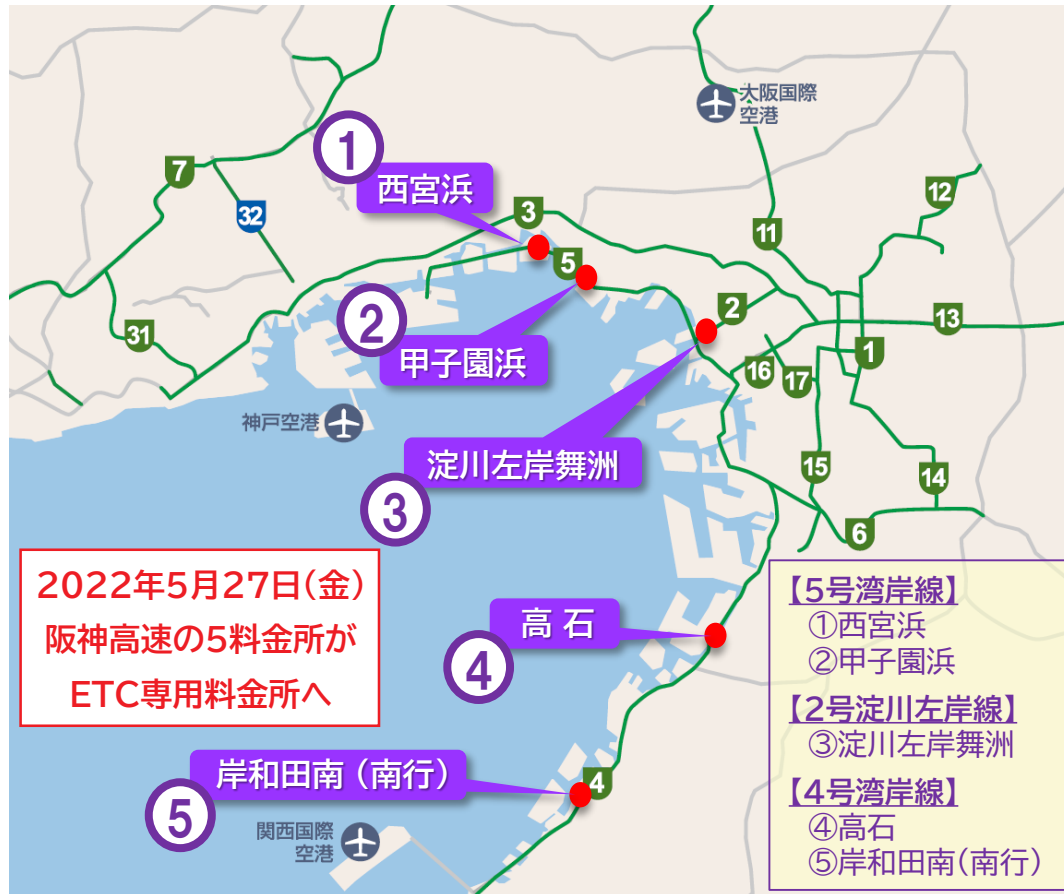 大阪国際
空港
①
西宮浜
7
12
32
3
11
5
②
2
13
31
甲子園浜
1
16
17
神戸空港
淀川左岸舞洲
③
15
14
6
2022年5月27日(金)
阪神高速の5料金所が
ETC専用料金所へ
高 石
④
岸和田南 (南行)
4
⑤
関西国際
空港
【5号湾岸線】
①西宮浜
②甲子園浜
【2号淀川左岸線】
③淀川左岸舞洲
【4号湾岸線】
④高石
⑤岸和田南(南行)